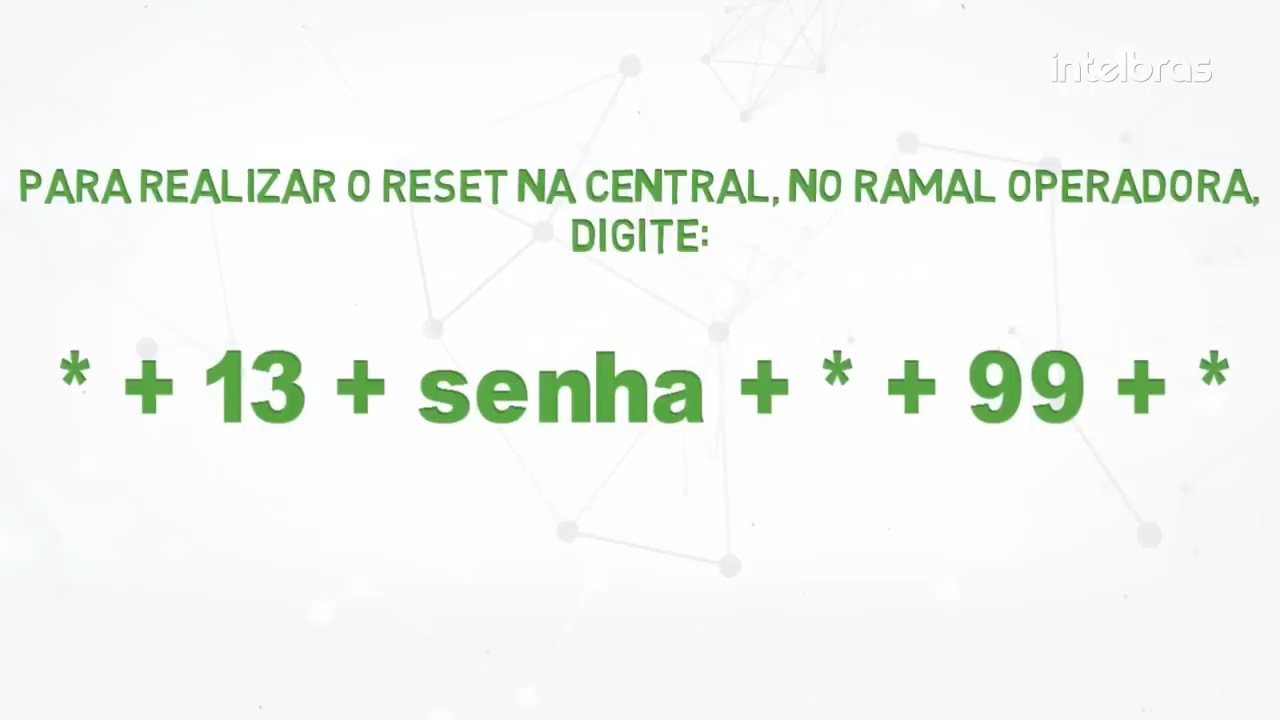 intelbras
PARA REALIZAR O RESET NA CENTRAL, NO RAMAL OPERADORA,
DIGITE:
* + 13 + senha + * + 99 + *